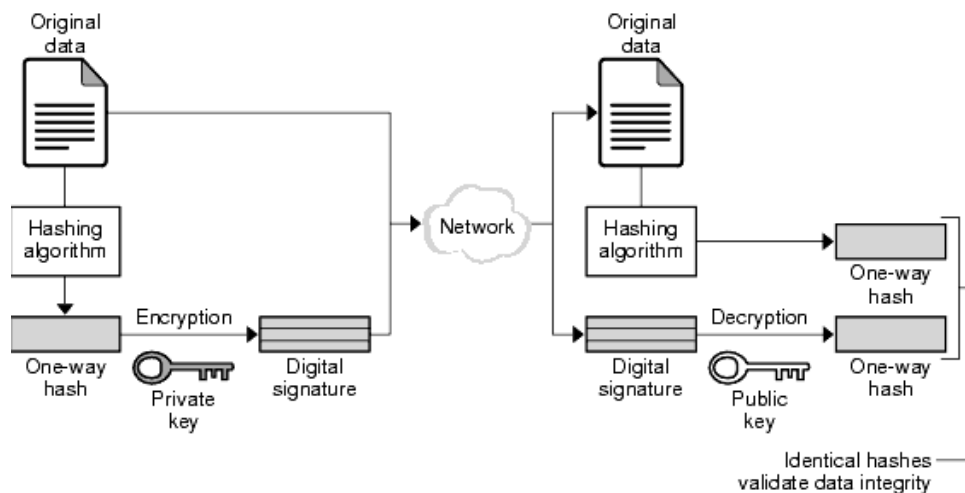 Original
data
Hashing
algorithm
One-way
hash
Encryption
Private
key
Digital
signature
Network
Original
data
Hashing
algorithm
One-way
hash
Digital
signature
Decryption
Public
key
One-way
hash
Identical hashes
validate data integrity